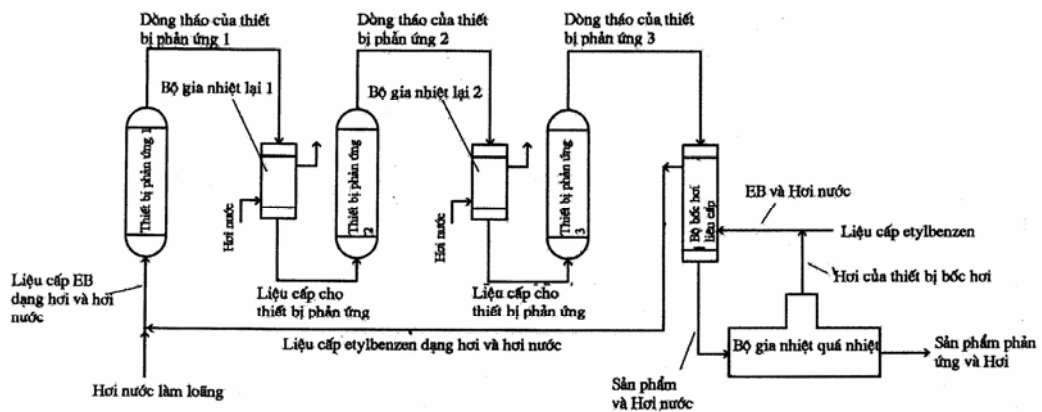 Dòng tháo của thiết
bị phản ứng 1
Dòng tháo của thiết
bị phản ứng 2
Dòng tháo của thiết
bị phản ứng 3
Bộ gia nhiệt lại 1
Bộ gia nhiệt lại 2
Thiết bị phản ứng 1
Thiết bị phản ứng
2
Thiết bị phản ứng
3
Bộ bốc hơi
liệu cấp
Hơi nước
Hơi nước
EB và Hơi nước
Liệu cấp etylbenzen
Hơi của thiết bị bốc hơi
Liệu cấp EB
dạng hơi và hơi
nước
Liệu cấp cho
thiết bị phản ứng
Liệu cấp cho
thiết bị phản ứng
Liệu cấp etylbenzen dạng hơi và hơi nước
Bộ gia nhiệt quá nhiệt
Sản phẩm phản
ứng và Hơi
Hơi nước làm loãng
Sản phẩm
và Hơi nước